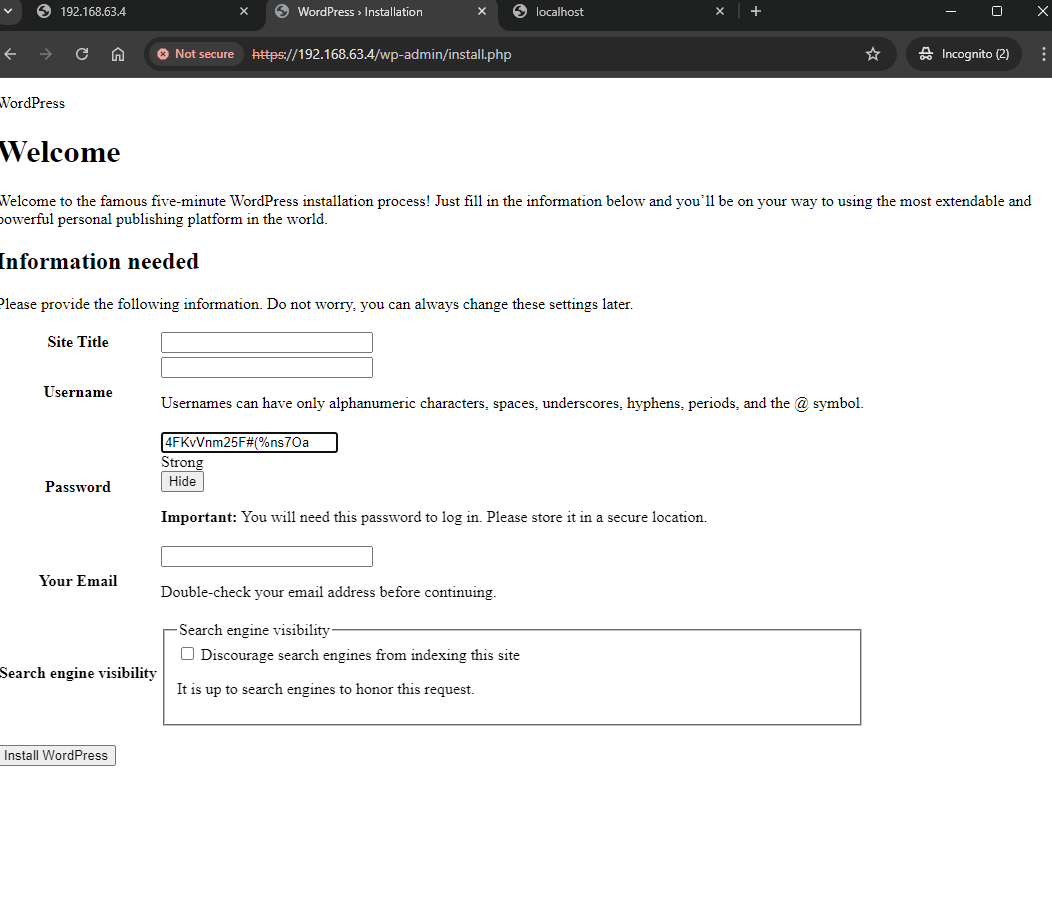 192.168.63.4
WordPress › Installation
localhost
Not secure
https://192.168.63.4/wp-admin/install.php
Incognito (2)
WordPress
Welcome
Welcome to the famous five-minute WordPress installation process! Just fill in the information below and you’ll be on your way to using the most extendable and
powerful personal publishing platform in the world.
Information needed
Please provide the following information. Do not worry, you can always change these settings later.
Site Title
Username
Usernames can have only alphanumeric characters, spaces, underscores, hyphens, periods, and the @ symbol.
4FKvVnm25F#(%ns7Oa
Strong
Hide
Password
Important: You will need this password to log in. Please store it in a secure location.
Your Email
Double-check your email address before continuing.
Search engine visibility
Search engine visibility
Discourage search engines from indexing this site
It is up to search engines to honor this request.
Install WordPress